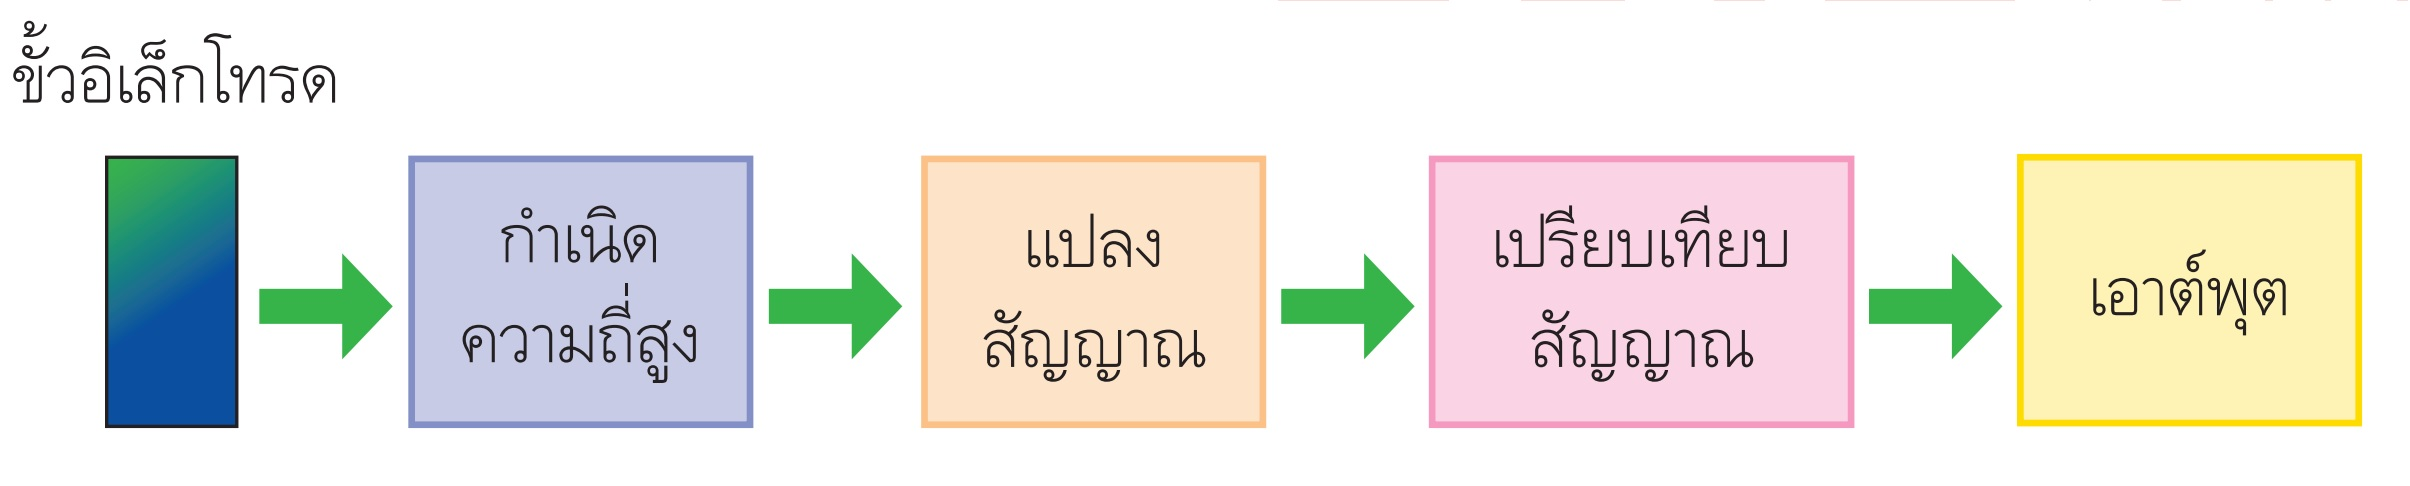 ขั้วอิเล็กโทรด
กำเนิด
ความถี่สูง
แปลง
สัญญาณ
เปรียบเทียบ
สัญญาณ
เอาต์พุต